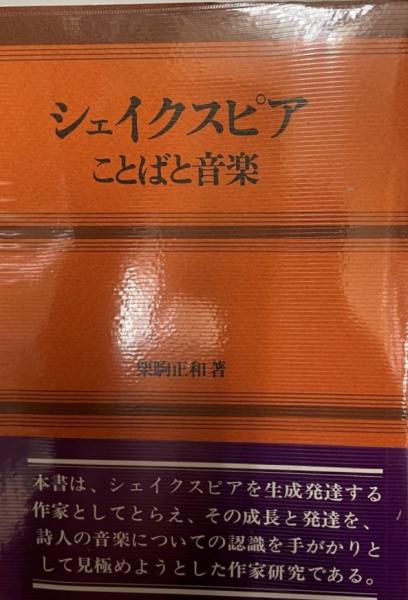 シェイクスピア
ことばと音楽
栗駒正和著
本書は、シェイクスピアを生成発達する
作家としてとらえ、その成長と発達を、
詩人の音楽についての認識を手がかりと
して見極めようとした作家研究である。